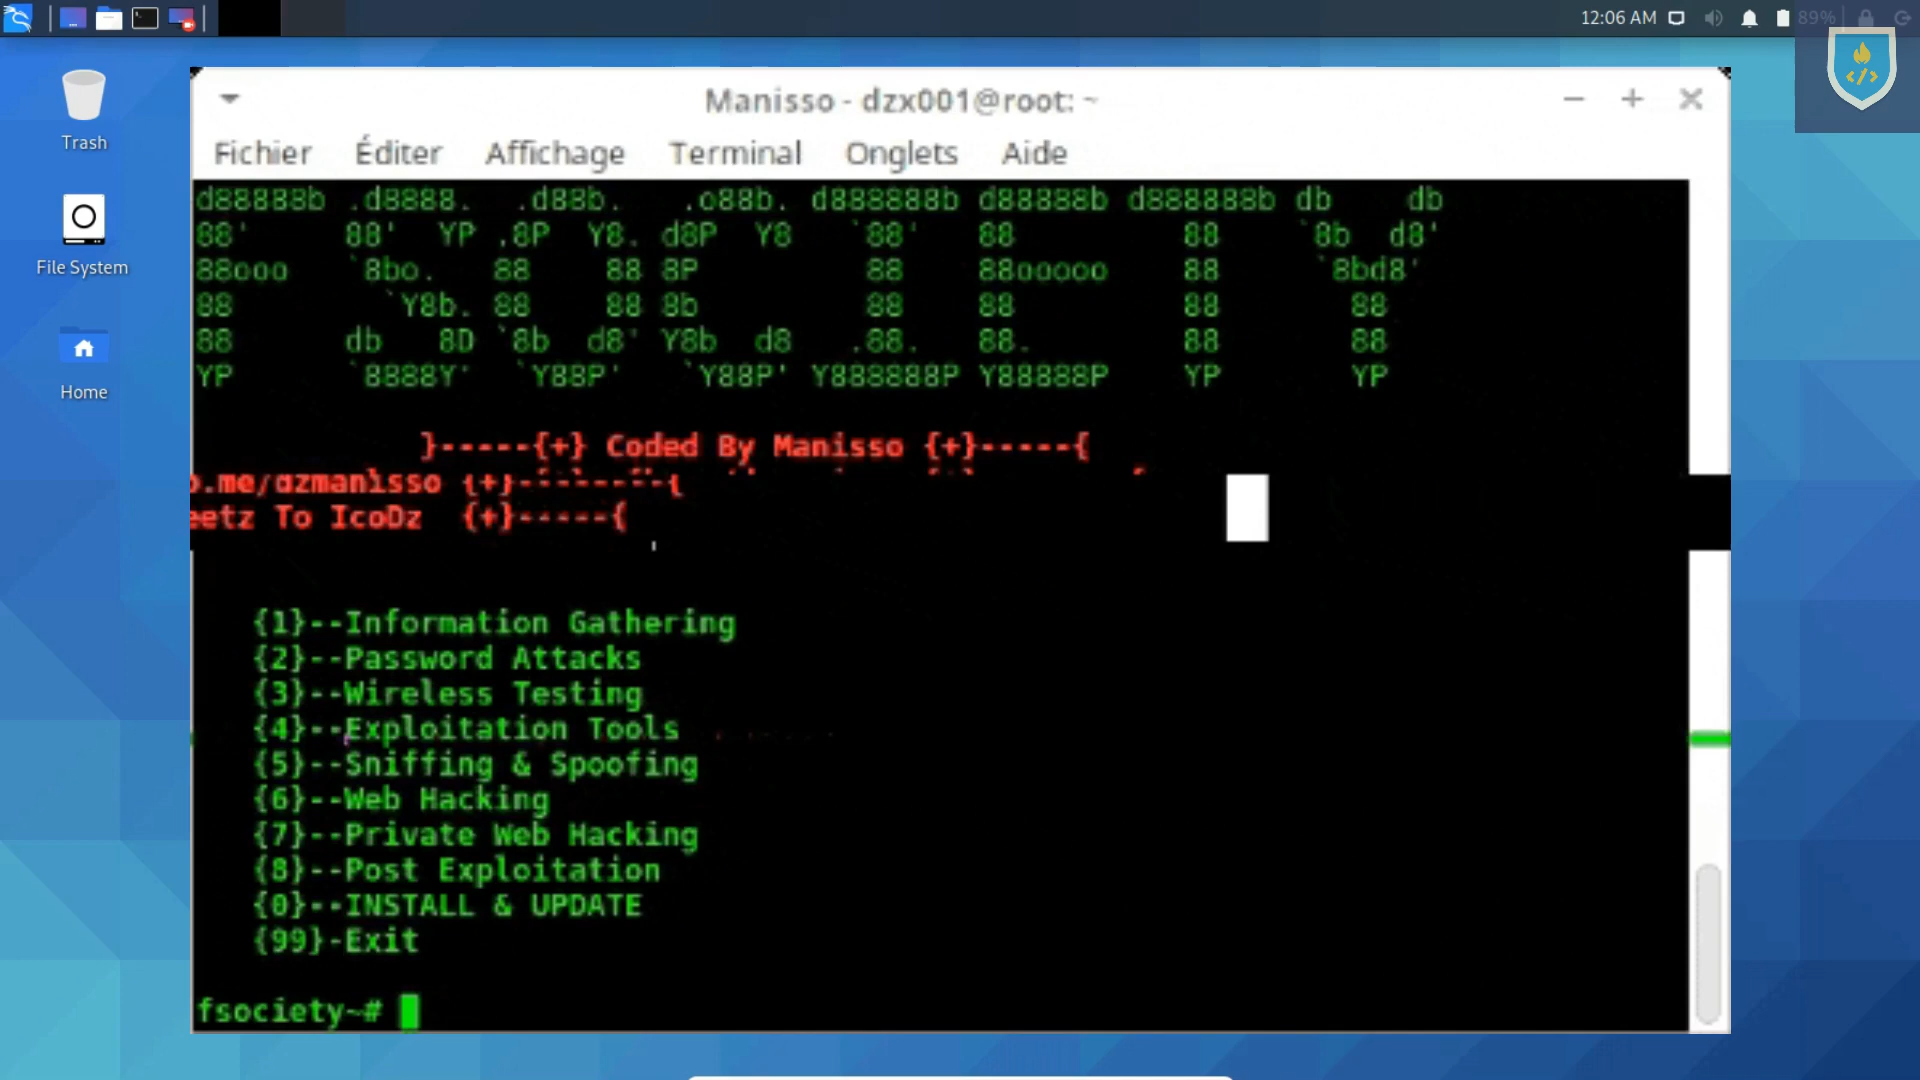 12:06 AM 89%
Trash
File System
Home
Manisso - dzx001@root: ~
Fichier Éditer Affichage Terminal Onglets Aide
d88888b .d8888. .d88b. .o88b. d888888b d88888b d888888b db db
88' 88' YP .8P Y8. d8P Y8 `88' 88 88 `8b d8'
88ooo `8bo. 88 88 8P 88 88ooooo 88 `8bd8'
88 `Y8b. 88 88 8b 88 88 88 88
88 db 8D `8b d8' Y8b d8 .88. 88. 88 88
YP `8888Y' `Y88P' `Y88P' Y888888P Y88888P YP YP
}-----{+} Coded By Manisso {+}-----{
.me/dzmanisso {+}--------{
eetz To IcoDz {+}-----{
{1}--Information Gathering
{2}--Password Attacks
{3}--Wireless Testing
{4}--Exploitation Tools
{5}--Sniffing & Spoofing
{6}--Web Hacking
{7}--Private Web Hacking
{8}--Post Exploitation
{0}--INSTALL & UPDATE
{99}-Exit
fsociety~#